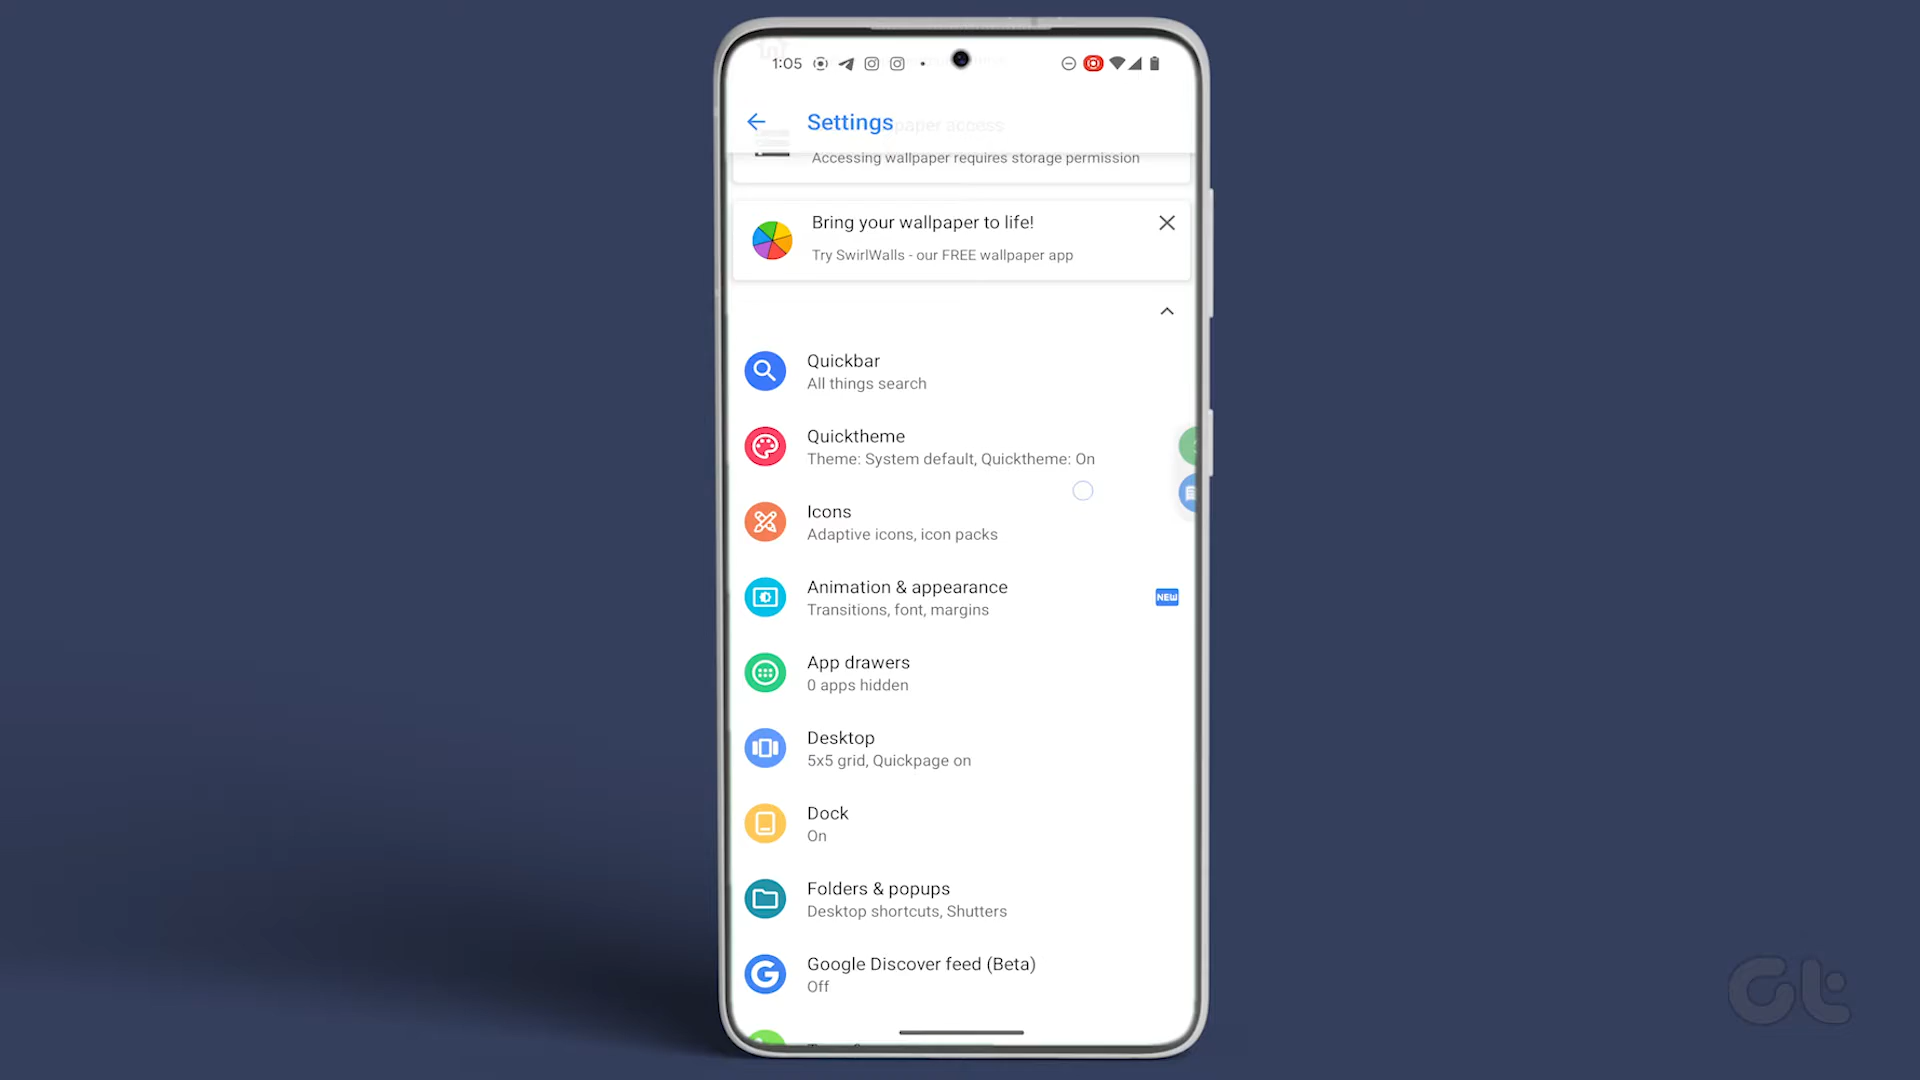 1:05
Settings
paper access
Accessing wallpaper requires storage permission
Bring your wallpaper to life!
Try SwirlWalls - our FREE wallpaper app
Quickbar
All things search
Quicktheme
Theme: System default, Quicktheme: On
Icons
Adaptive icons, icon packs
Animation & appearance
NEW
Transitions, font, margins
App drawers
0 apps hidden
Desktop
5x5 grid, Quickpage on
Dock
On
Folders & popups
Desktop shortcuts, Shutters
Google Discover feed (Beta)
Off
Gt